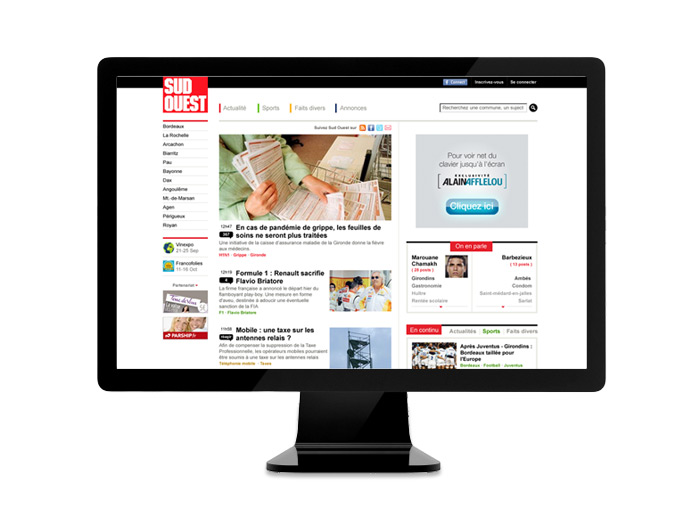 Connect
Inscrivez-vous
Se connecter
SUD
OUEST
Actualité
Sports
Faits divers
Annonces
Recherchez une commune, un sujet
Suivez Sud Ouest sur
Bordeaux
La Rochelle
Arcachon
Biarritz
Pau
Bayonne
Dax
Angoulême
Mt.-de-Marsan
Agen
Périgueux
Royan
Vinexpo
21-25 Sep
Francofolies
11-16 Oct
Partenariat
PARSHIP.fr
12h47
En cas de pandémie de grippe, les feuilles de
soins ne seront plus traitées
Une initiative de la caisse d'assurance maladie de la Gironde donne la fièvre
aux médecins.
H1N1 · Grippe · Gironde
12h19
Formule 1 : Renault sacrifie
Flavio Briatore
La firme française a annoncé le départ hier du
flamboyant play-boy. Une mesure en forme
d'aveu, destinée à adoucir une éventuelle
sanction de la FIA
F1 · Flavio Briatore
11h58
Mobile : une taxe sur les
antennes relais ?
Afin de compenser la suppression de la Taxe
Professionnelle, les opérateurs mobiles pourraient
être soumis à une taxe sur les antennes relais
Téléphonie mobile · Taxes
Pour voir net du
clavier jusqu'à l'écran
EXCLUSIVITÉ
[ALAIN AFFLELOU]
Cliquez ici
On en parle
Marouane
Chamakh
( 20 posts )
Girondins
Gastronomie
Huître
Rentrée scolaire
Barbezieux
( 13 posts )
Ambès
Condom
Saint-médard-en-jalles
Sarlat
En continu
Actualités
Sports
Faits divers
Après Juventus - Girondins :
Bordeaux taillée pour
l'Europe
Bordeaux · Football · Juventus